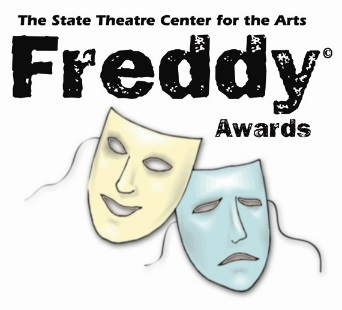 The State Theatre Center for the Arts
Freddy©
Awards